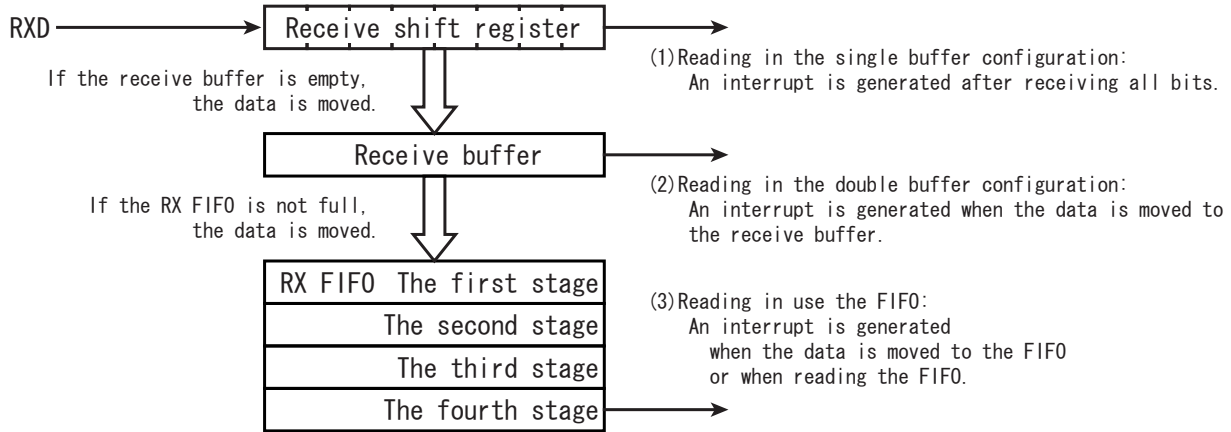 RXD
Receive shift register
(1)Reading in the single buffer configuration:
An interrupt is generated after receiving all bits.
If the receive buffer is empty,
the data is moved.
Receive buffer
(2)Reading in the double buffer configuration:
An interrupt is generated when the data is moved to
the receive buffer.
If the RX FIFO is not full,
the data is moved.
RX FIFO The first stage
The second stage
The third stage
The fourth stage
(3)Reading in use the FIFO:
An interrupt is generated
when the data is moved to the FIFO
or when reading the FIFO.